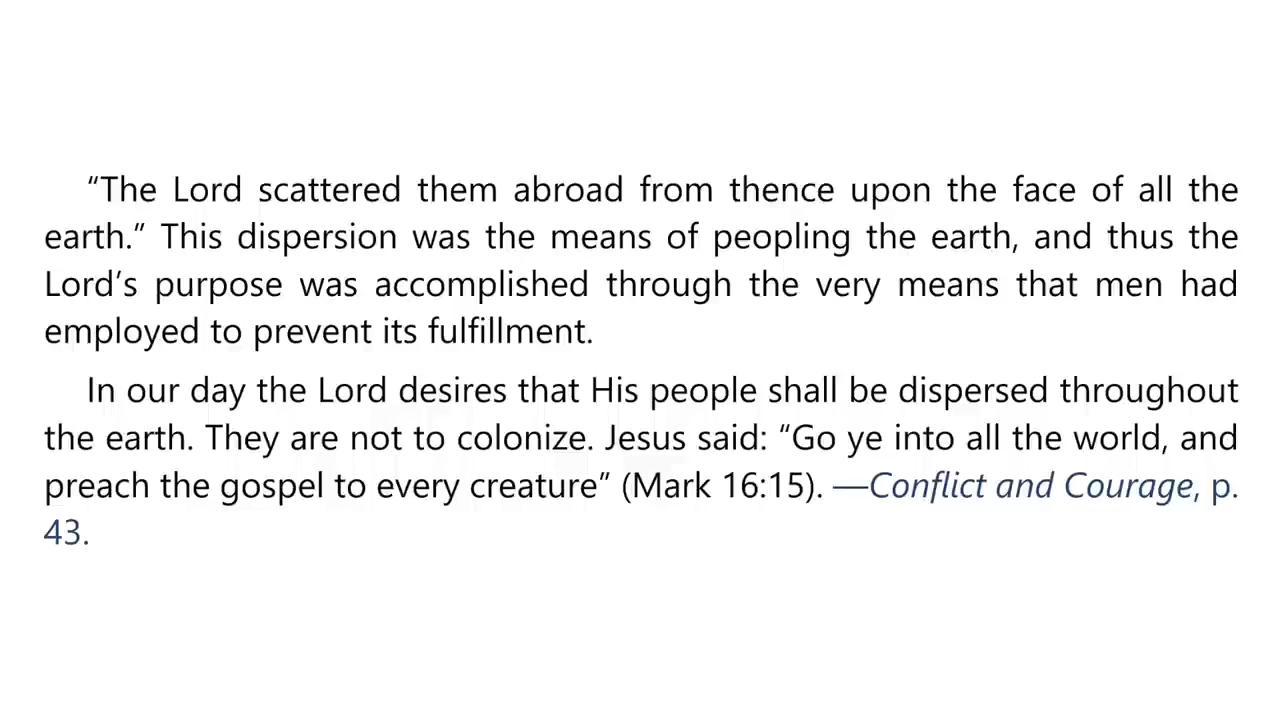 “The Lord scattered them abroad from thence upon the face of all the
earth.” This dispersion was the means of peopling the earth, and thus the
Lord’s purpose was accomplished through the very means that men had
employed to prevent its fulfillment.
In our day the Lord desires that His people shall be dispersed throughout
the earth. They are not to colonize. Jesus said: “Go ye into all the world, and
preach the gospel to every creature” (Mark 16:15). —Conflict and Courage, p.
43.